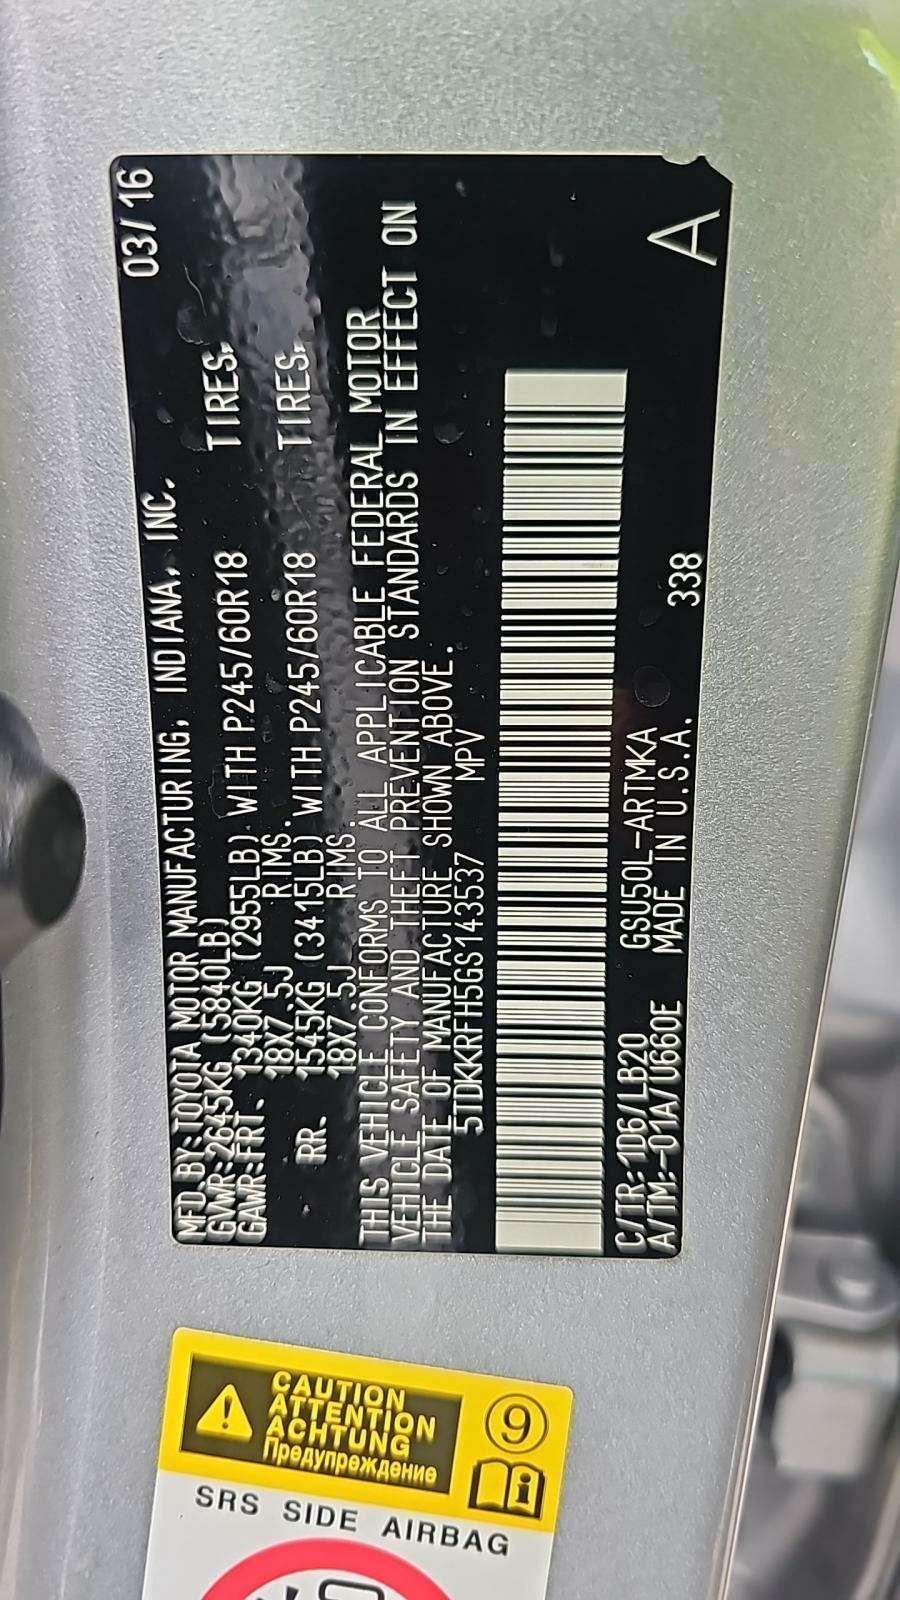 MFD BY:TOYOTA MOTOR MANUFACTURING, INDIANA, INC. 03/16
GVWR:2645KG (5840LB)
GAWR:FRT. 1340KG (2955LB) WITH P245/60R18 TIRES,
18X7.5J RIMS.
RR. 1545KG (3415LB) WITH P245/60R18 TIRES,
18X7.5J RIMS.
THIS VEHICLE CONFORMS TO ALL APPLICABLE FEDERAL MOTOR
VEHICLE SAFETY AND THEFT PREVENTION STANDARDS IN EFFECT ON
THE DATE OF MANUFACTURE SHOWN ABOVE.
5TDKKRFH5GS143537 MPV
C/TR:1D6/LB20 GSU50L-ARTMKA
A/TM:-01A/U660E MADE IN U.S.A. 338
A
CAUTION
ATTENTION
ACHTUNG
Предупреждение
9
SRS SIDE AIRBAG